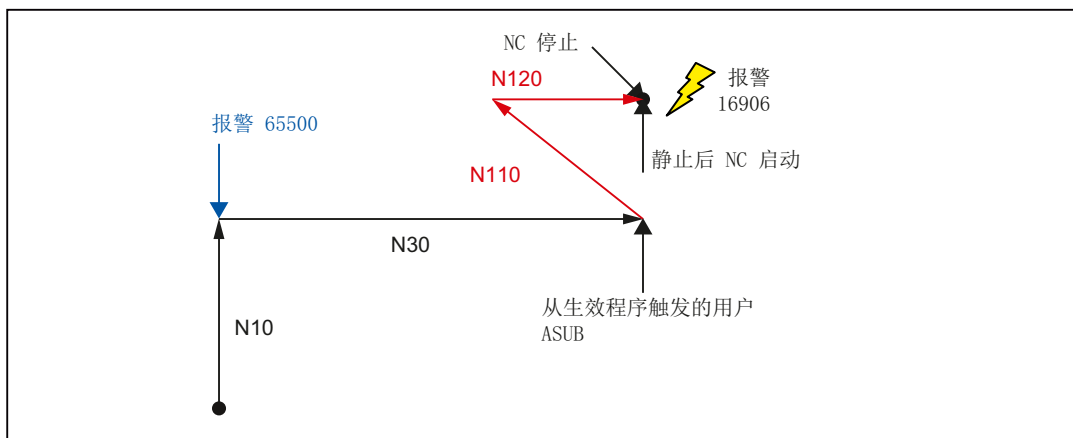 NC 停止
N120
报警
16906
报警 65500
静止后 NC 启动
N110
N30
从生效程序触发的用户
ASUB
N10